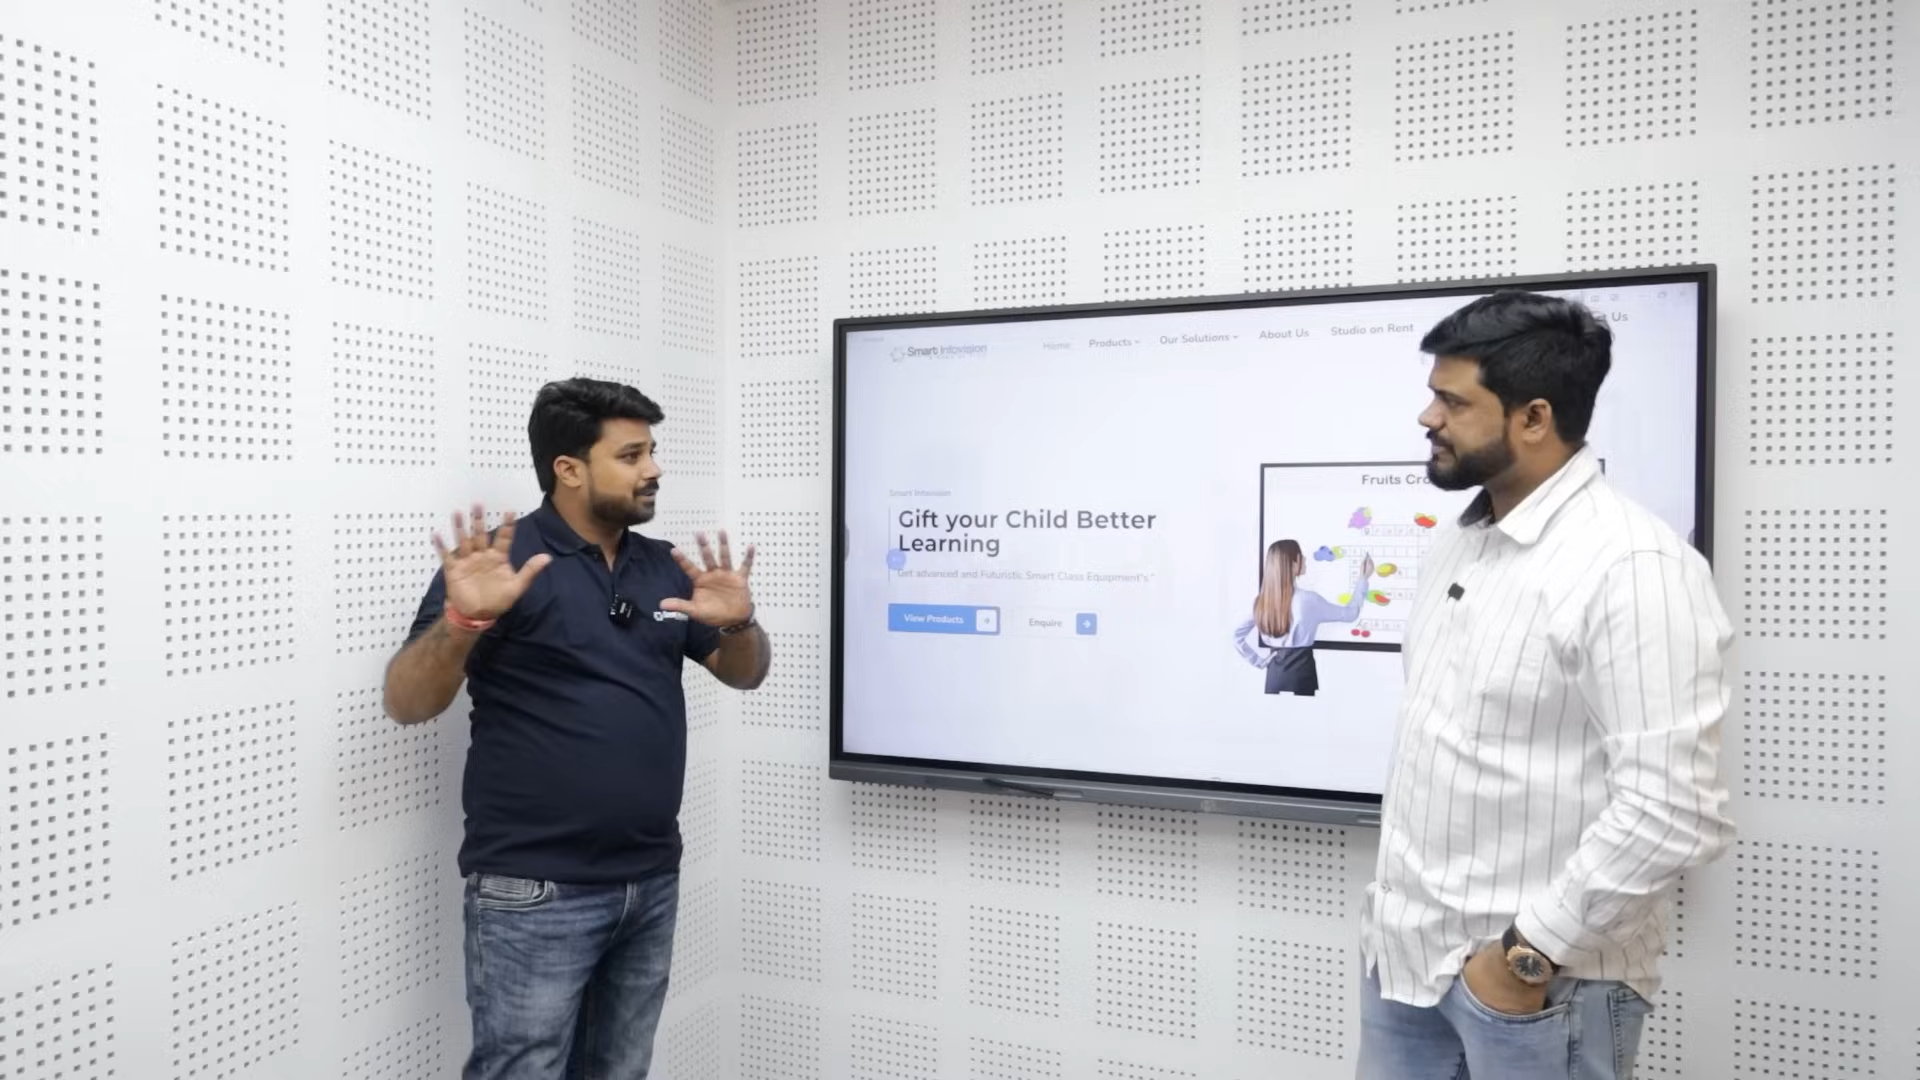 Smart Infovision
Home
Products
Our Solutions
About Us
Studio on Rent
Us
Smart Infovision
Gift your Child Better
Learning
Get advanced and Futuristic Smart Class Equipment's."
View Products
Enquire
Fruits Cro